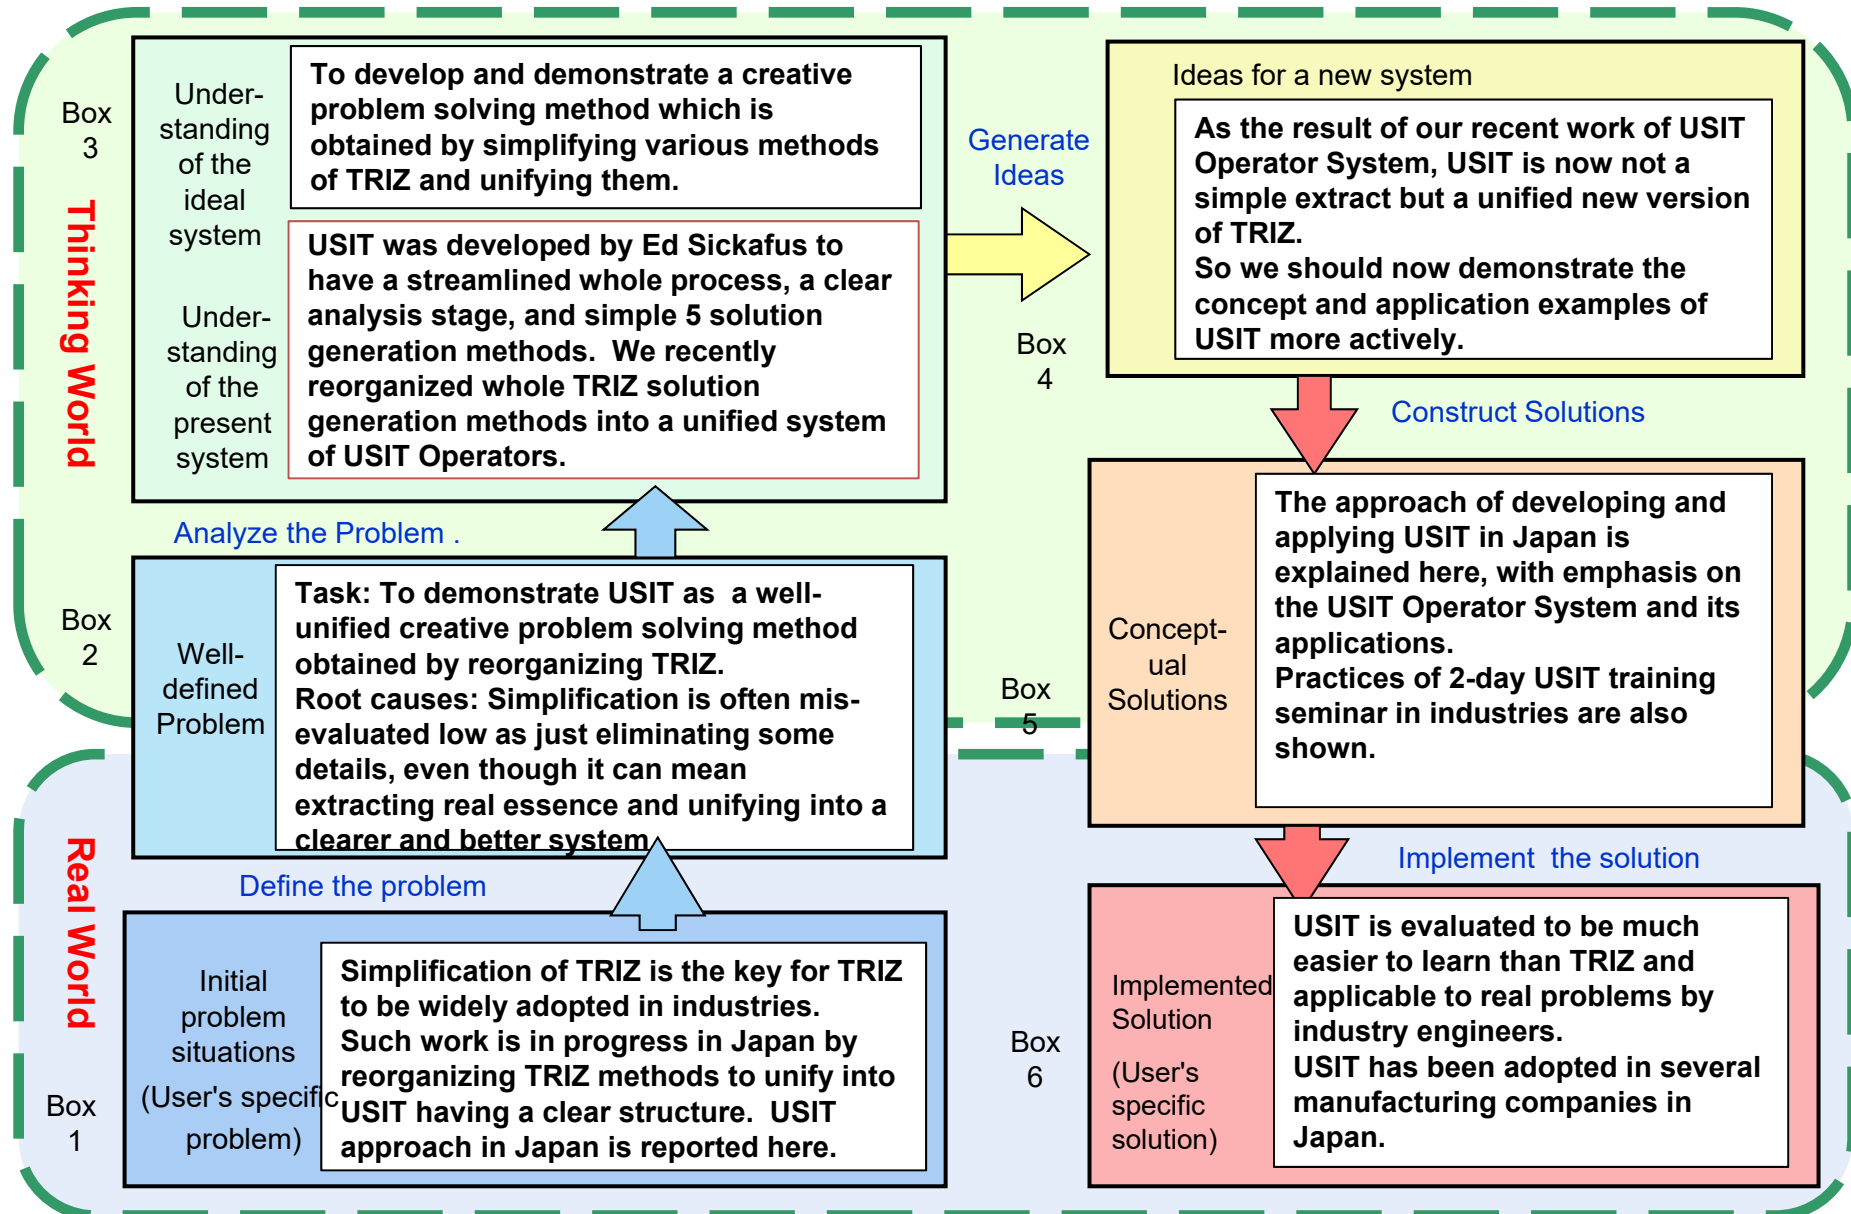 Box
3
Under-
standing
of the
ideal
system
To develop and demonstrate a creative
problem solving method which is
obtained by simplifying various methods
of TRIZ and unifying them.
Under-
standing
of the
present
system
USIT was developed by Ed Sickafus to
have a streamlined whole process, a clear
analysis stage, and simple 5 solution
generation methods.  We recently
reorganized whole TRIZ solution
generation methods into a unified system
of USIT Operators.
Thinking World
Generate
Ideas
Box
4
Ideas for a new system
As the result of our recent work of USIT
Operator System, USIT is now not a
simple extract but a unified new version
of TRIZ.
So we should now demonstrate the
concept and application examples of
USIT more actively.
Construct Solutions
Analyze the Problem .
Box
2
Well-
defined
Problem
Task: To demonstrate USIT as  a well-
unified creative problem solving method
obtained by reorganizing TRIZ.
Root causes: Simplification is often mis-
evaluated low as just eliminating some
details, even though it can mean
extracting real essence and unifying into a
clearer and better system
Box
5
Concept-
ual
Solutions
The approach of developing and
applying USIT in Japan is
explained here, with emphasis on
the USIT Operator System and its
applications.
Practices of 2-day USIT training
seminar in industries are also
shown.
Real World
Define the problem
Implement  the solution
Box
1
Initial
problem
situations
(User's specific
problem)
Simplification of TRIZ is the key for TRIZ
to be widely adopted in industries.
Such work is in progress in Japan by
reorganizing TRIZ methods to unify into
USIT having a clear structure.  USIT
approach in Japan is reported here.
Box
6
Implemented
Solution
(User's
specific
solution)
USIT is evaluated to be much
easier to learn than TRIZ and
applicable to real problems by
industry engineers.
USIT has been adopted in several
manufacturing companies in
Japan.